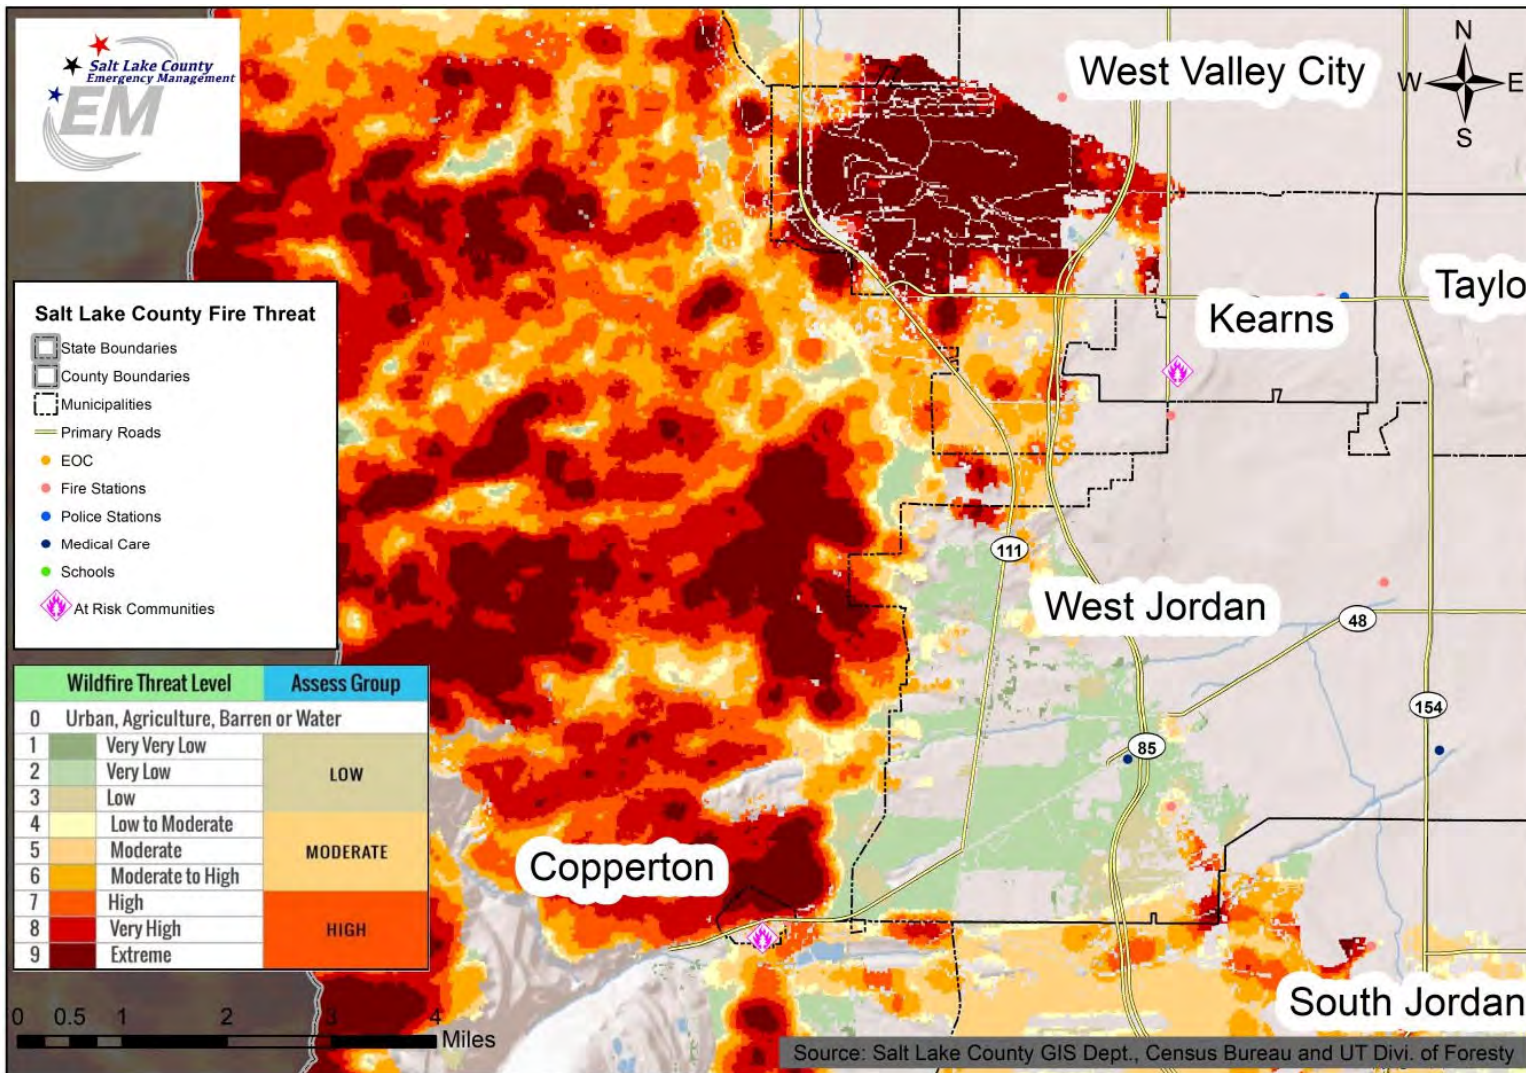 Salt Lake County
Emergency Management
EM
West Valley City
N
W E
S
Taylo
Kearns
Salt Lake County Fire Threat
State Boundaries
County Boundaries
Municipalities
Primary Roads
EOC
Fire Stations
Police Stations
Medical Care
Schools
At Risk Communities
111
West Jordan
48
154
85
Wildfire Threat Level Assess Group
0 Urban, Agriculture, Barren or Water
1 Very Very Low
2 Very Low
3 Low
LOW
4 Low to Moderate
5 Moderate
6 Moderate to High
MODERATE
7 High
8 Very High
9 Extreme
HIGH
Copperton
South Jordan
0 0.5 1 2 3 4
Miles
Source: Salt Lake County GIS Dept., Census Bureau and UT Divi. of Foresty